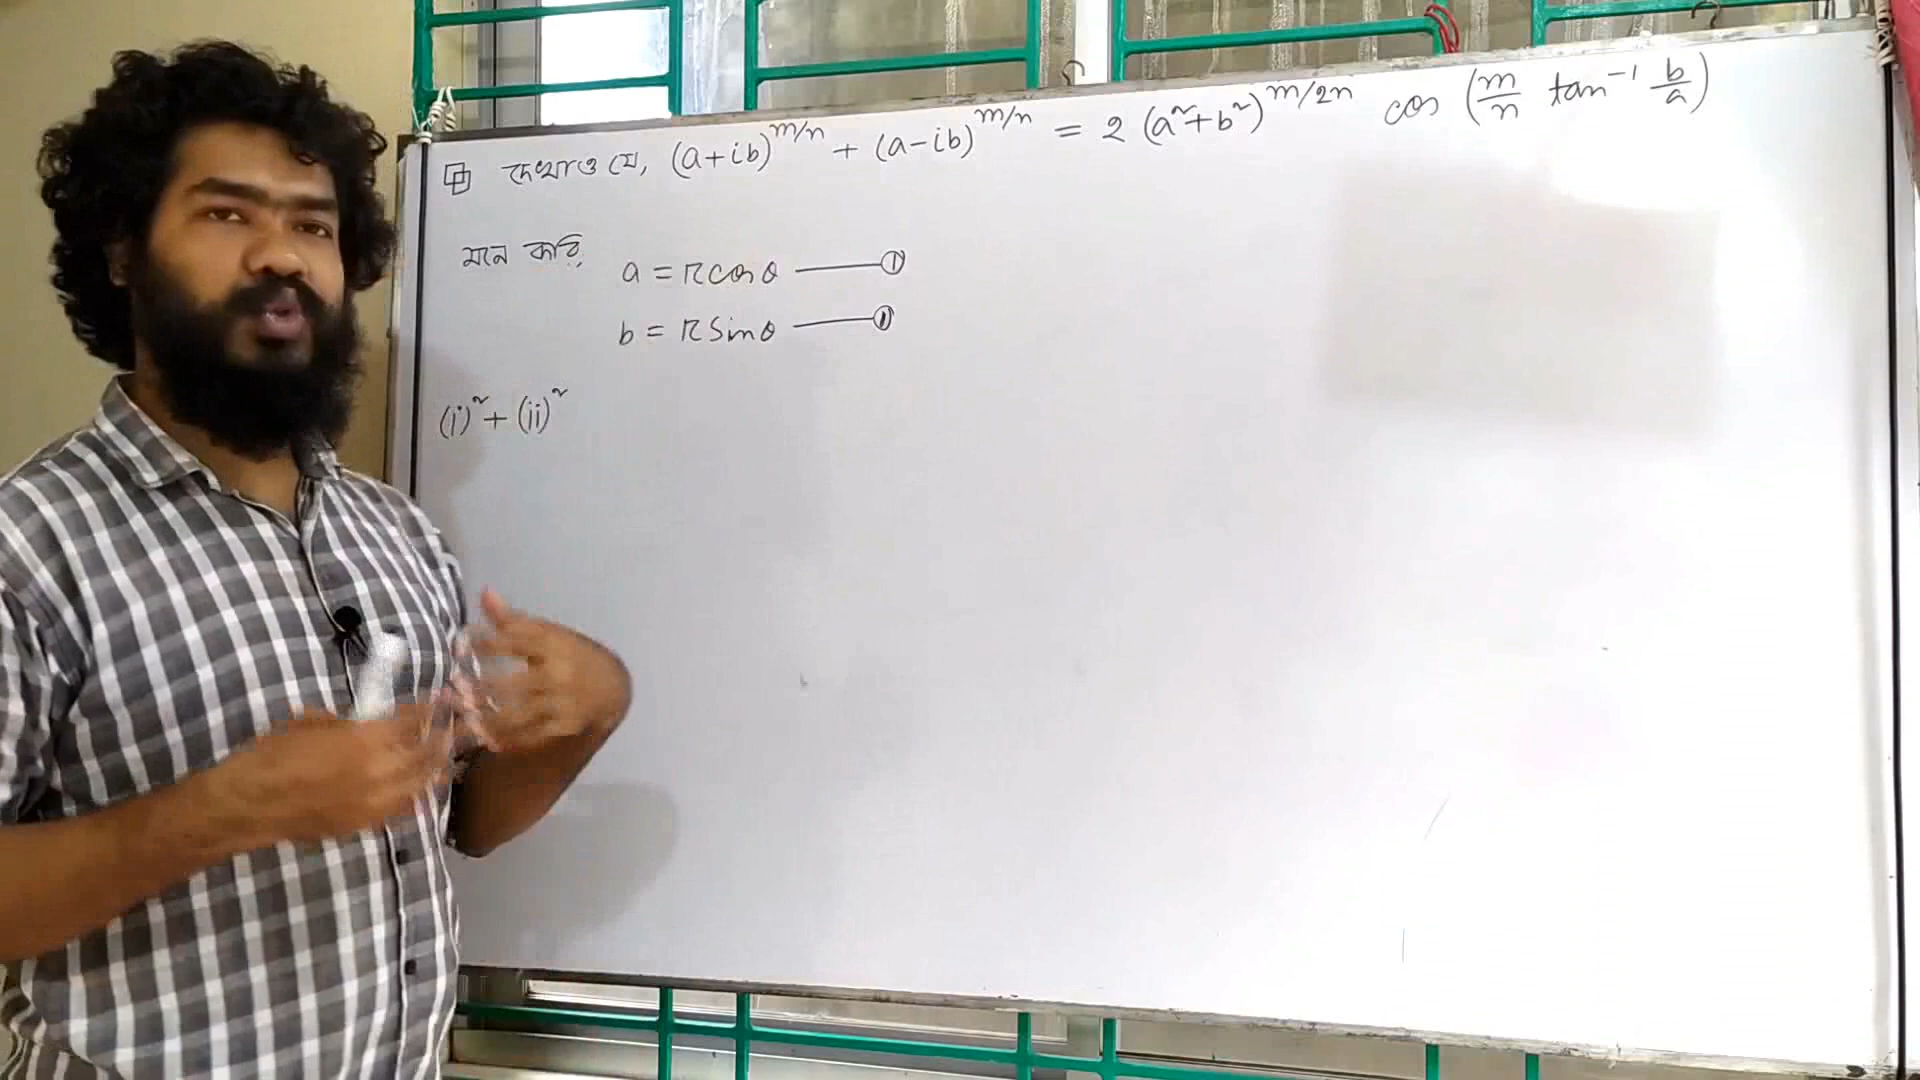 দেখাও যে, (a+ib)^{m/n} + (a-ib)^{m/n} = 2 (a²+b²)^{m/2n} cos (m/n tan⁻¹ b/a)
মনে করি, a = r cos θ —— (i)
b = r sin θ —— (ii)
(i)² + (ii)²